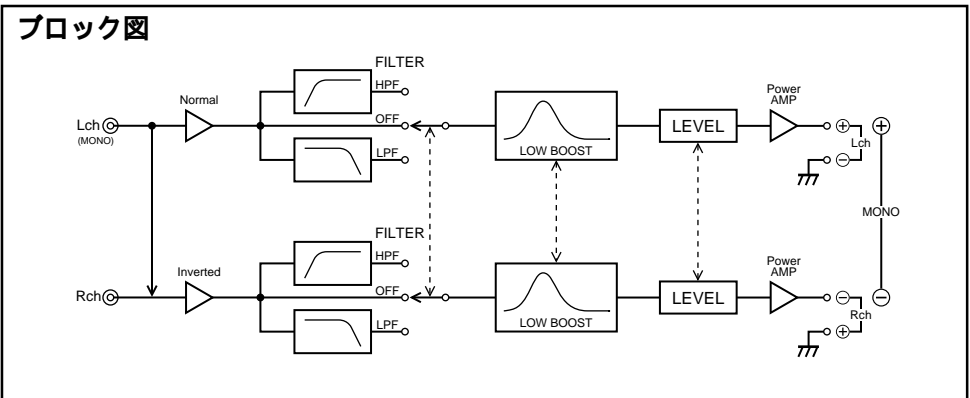 ブロック図
FILTER
HPF
Normal
Power
AMP
Lch
(MONO)
OFF
LEVEL
⊕
⊕
Lch
LPF
LOW BOOST
⊖
MONO
FILTER
HPF
Inverted
Power
AMP
Rch
OFF
LEVEL
⊖
⊖
Rch
LPF
LOW BOOST
⊕